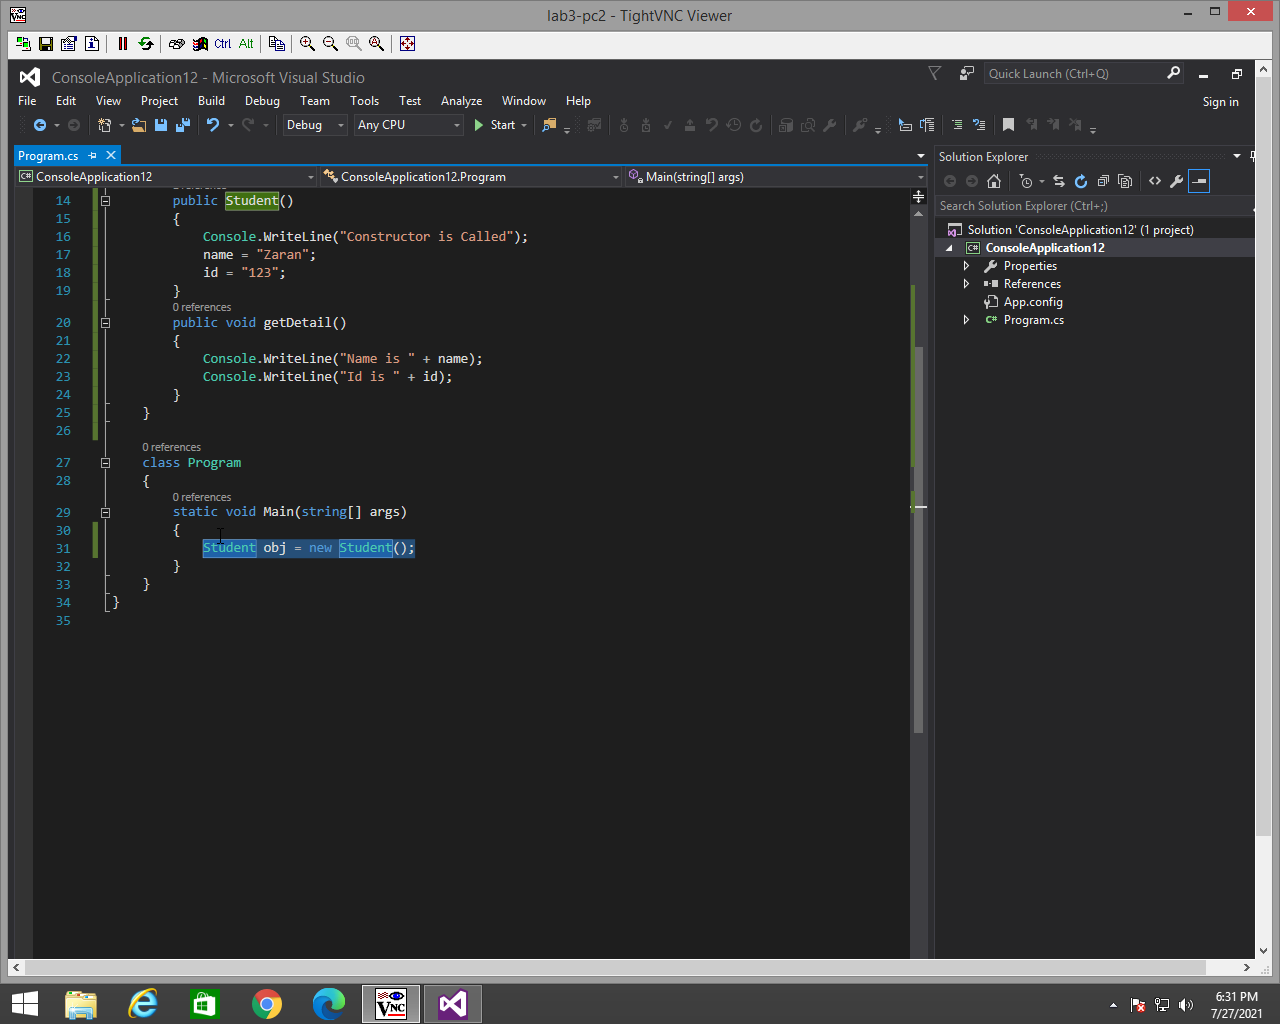 lab3-pc2 - TightVNC Viewer
Ctrl Alt
ConsoleApplication12 - Microsoft Visual Studio
Quick Launch (Ctrl+Q)
File Edit View Project Build Debug Team Tools Test Analyze Window Help
Sign in
Debug Any CPU Start
Program.cs
Solution Explorer
ConsoleApplication12 ConsoleApplication12.Program Main(string[] args)
Search Solution Explorer (Ctrl+;)
Solution 'ConsoleApplication12' (1 project)
ConsoleApplication12
Properties
References
App.config
Program.cs
14 public Student()
15 {
16 Console.WriteLine("Constructor is Called");
17 name = "Zaran";
18 id = "123";
19 }
0 references
20 public void getDetail()
21 {
22 Console.WriteLine("Name is " + name);
23 Console.WriteLine("Id is " + id);
24 }
25 }
26
0 references
27 class Program
28 {
0 references
29 static void Main(string[] args)
30 {
31 Student obj = new Student();
32 }
33 }
34 }
35
VNC
6:31 PM
7/27/2021